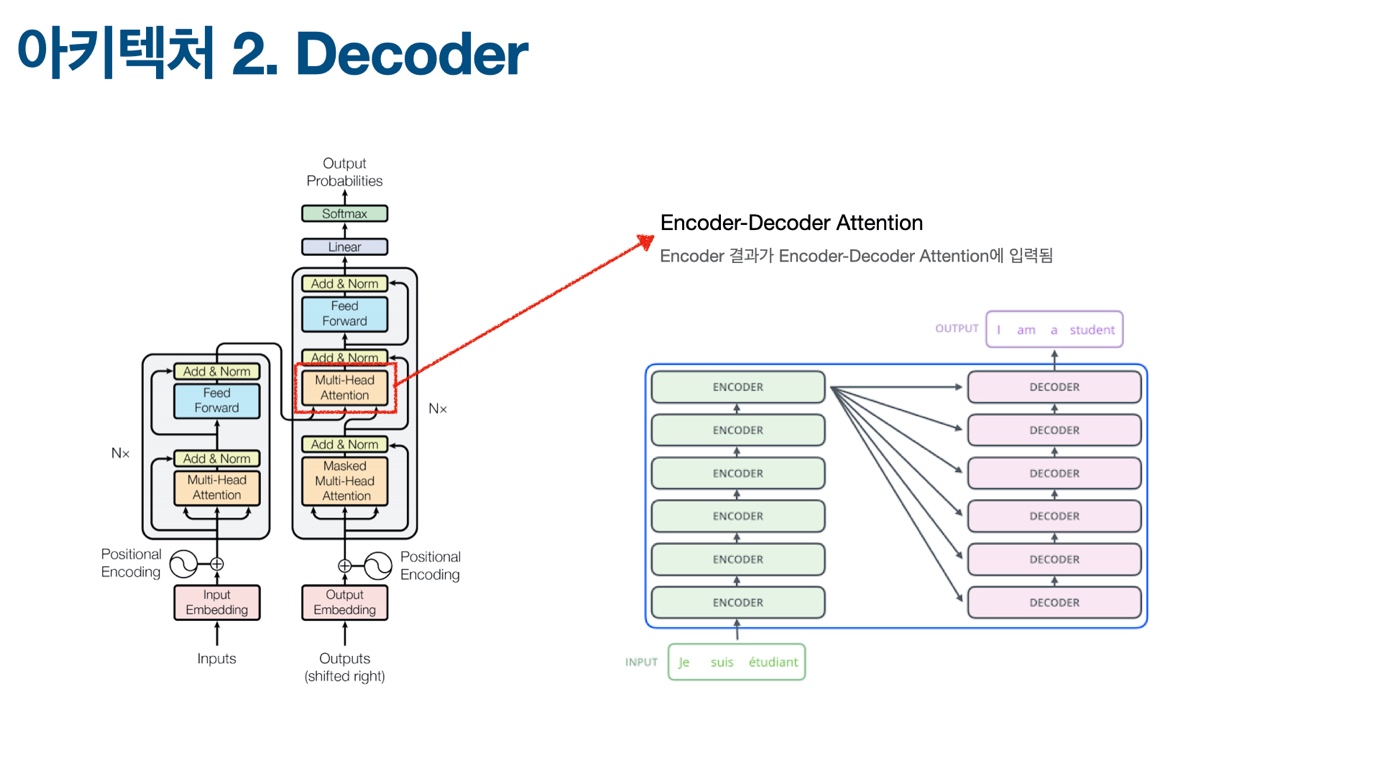 아키텍처 2. Decoder
Output
Probabilities
Softmax
Linear
Add & Norm
Feed
Forward
Add & Norm
Multi-Head
Attention
Add & Norm
Masked
Multi-Head
Attention
N×
Add & Norm
Feed
Forward
Add & Norm
Multi-Head
Attention
N×
Positional
Encoding
Positional
Encoding
Input
Embedding
Output
Embedding
Inputs
Outputs
(shifted right)
Encoder-Decoder Attention
Encoder 결과가 Encoder-Decoder Attention에 입력됨
OUTPUT I am a student
ENCODER DECODER
ENCODER DECODER
ENCODER DECODER
ENCODER DECODER
ENCODER DECODER
ENCODER DECODER
INPUT Je suis étudiant